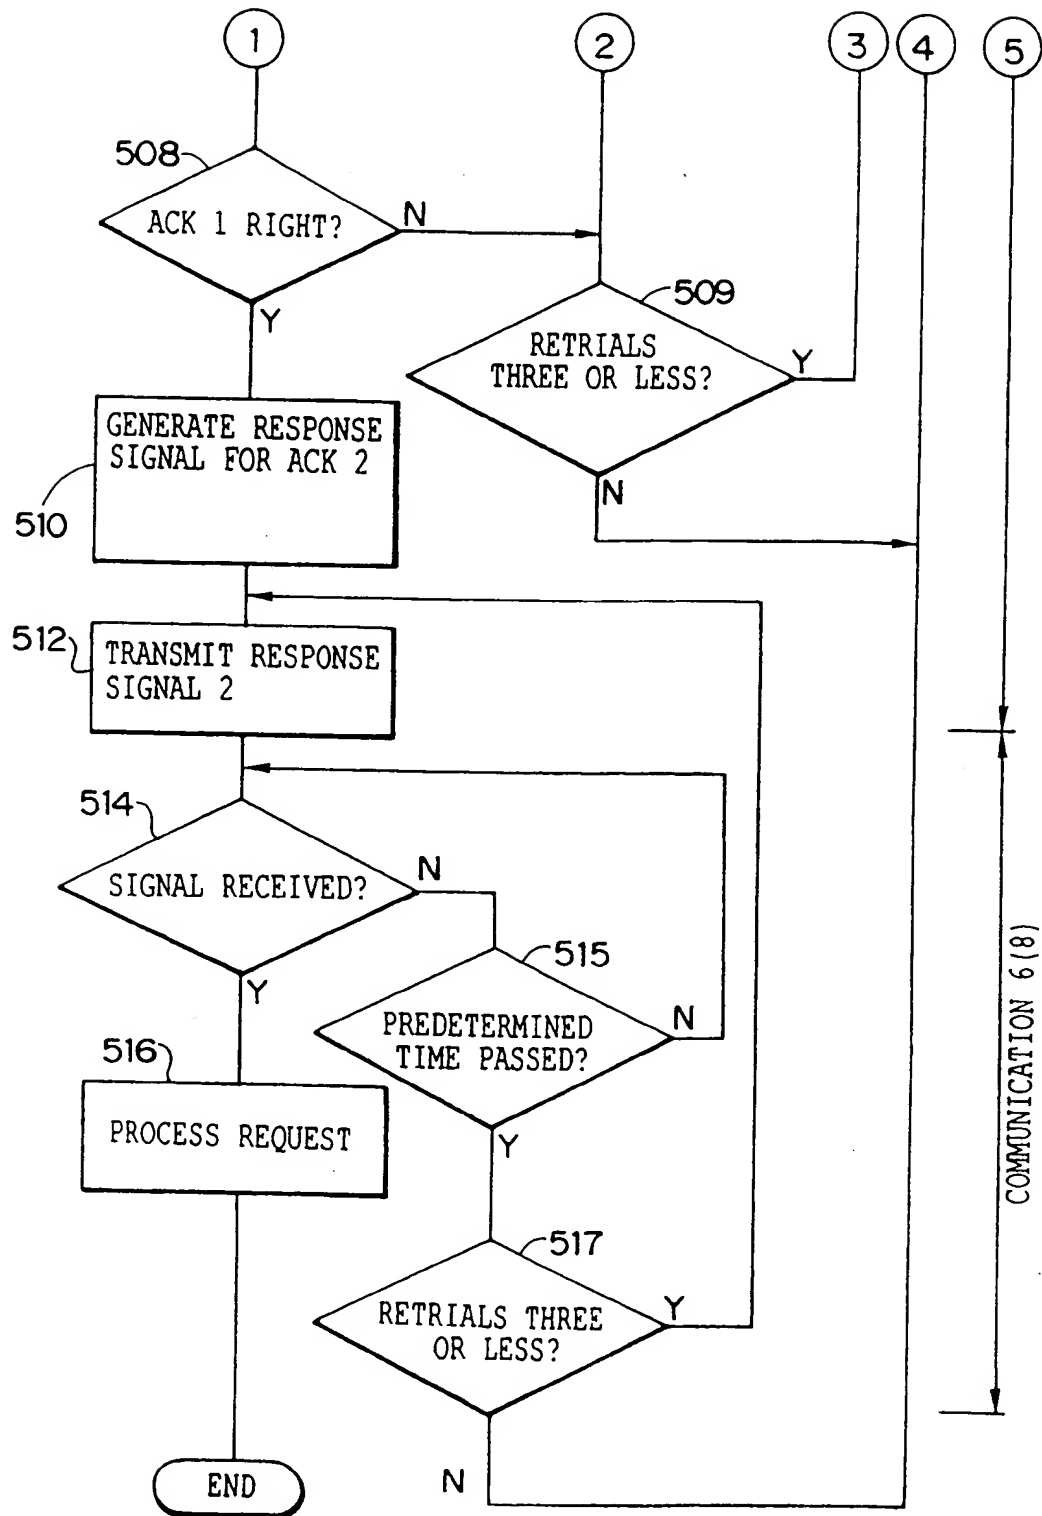 1
2
3
4
5
508
ACK 1 RIGHT?
N
Y
509
RETRIALS
THREE OR LESS?
Y
N
GENERATE RESPONSE
SIGNAL FOR ACK 2
510
512
TRANSMIT RESPONSE
SIGNAL 2
514
SIGNAL RECEIVED?
N
Y
515
PREDETERMINED
TIME PASSED?
N
Y
516
PROCESS REQUEST
517
RETRIALS THREE
OR LESS?
Y
N
END
COMMUNICATION 6(8)